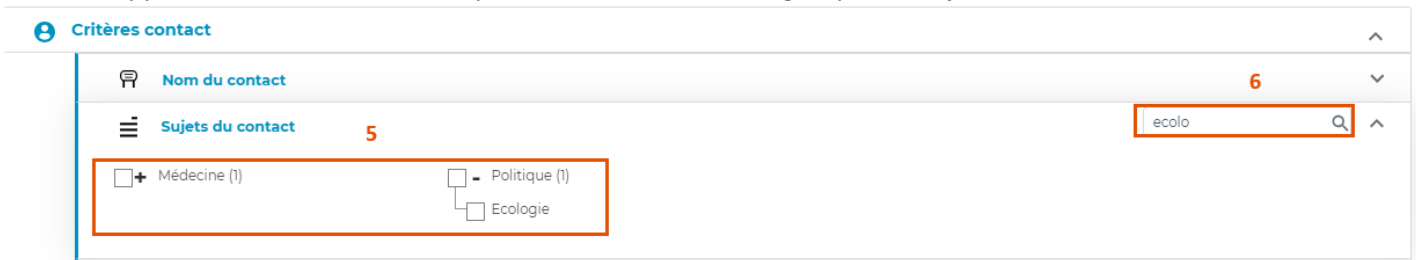 Critères contact
Nom du contact
6
Sujets du contact
5
ecolo
Médecine (1)
Politique (1)
Ecologie